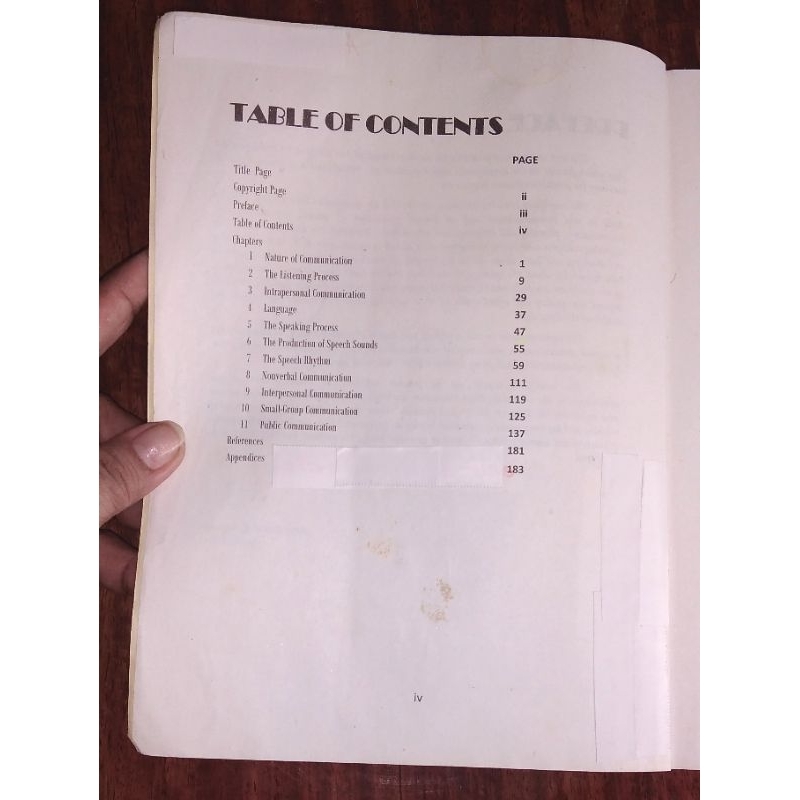 TABLE OF CONTENTS
PAGE
Title Page
Copyright Page ii
Preface iii
Table of Contents iv
Chapters
1 Nature of Communication 1
2 The Listening Process 9
3 Intrapersonal Communication 29
4 Language 37
5 The Speaking Process 47
6 The Production of Speech Sounds 55
7 The Speech Rhythm 59
8 Nonverbal Communication 111
9 Interpersonal Communication 119
10 Small-Group Communication 125
11 Public Communication 137
References 181
Appendices 183
iv